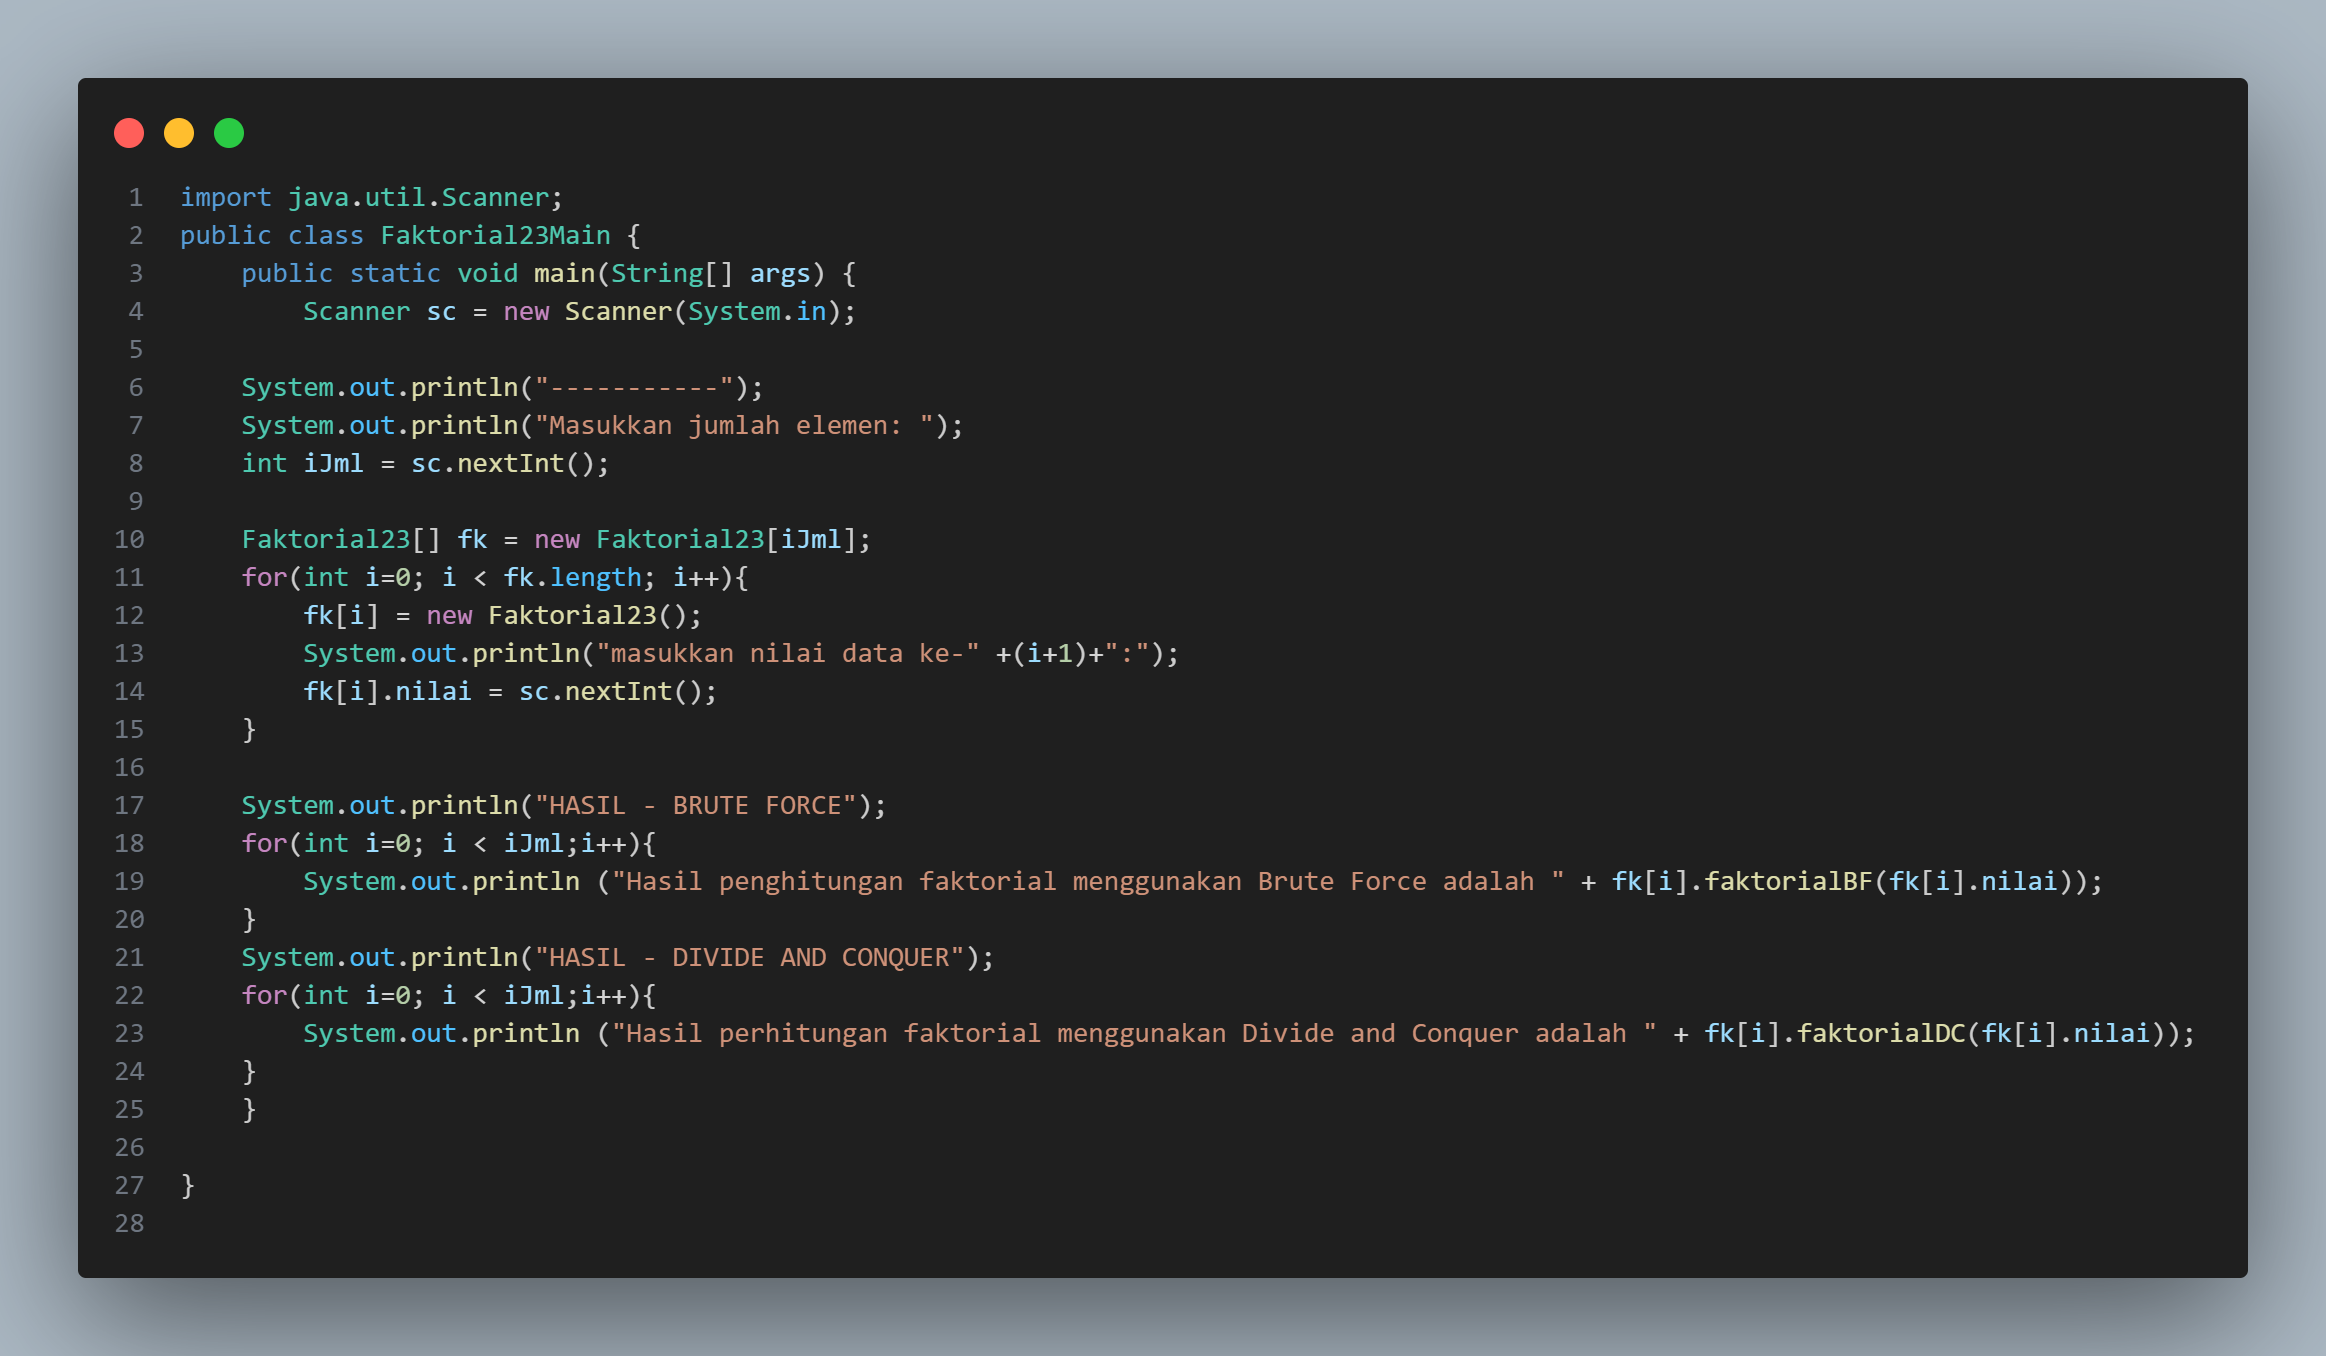 1 import java.util.Scanner;
2 public class Faktorial23Main {
3     public static void main(String[] args) {
4         Scanner sc = new Scanner(System.in);
5
6     System.out.println("-----------");
7     System.out.println("Masukkan jumlah elemen: ");
8     int iJml = sc.nextInt();
9
10     Faktorial23[] fk = new Faktorial23[iJml];
11     for(int i=0; i < fk.length; i++){
12         fk[i] = new Faktorial23();
13         System.out.println("masukkan nilai data ke-" +(i+1)+":");
14         fk[i].nilai = sc.nextInt();
15     }
16
17     System.out.println("HASIL - BRUTE FORCE");
18     for(int i=0; i < iJml;i++){
19         System.out.println ("Hasil penghitungan faktorial menggunakan Brute Force adalah " + fk[i].faktorialBF(fk[i].nilai));
20     }
21     System.out.println("HASIL - DIVIDE AND CONQUER");
22     for(int i=0; i < iJml;i++){
23         System.out.println ("Hasil perhitungan faktorial menggunakan Divide and Conquer adalah " + fk[i].faktorialDC(fk[i].nilai));
24     }
25     }
26
27 }
28